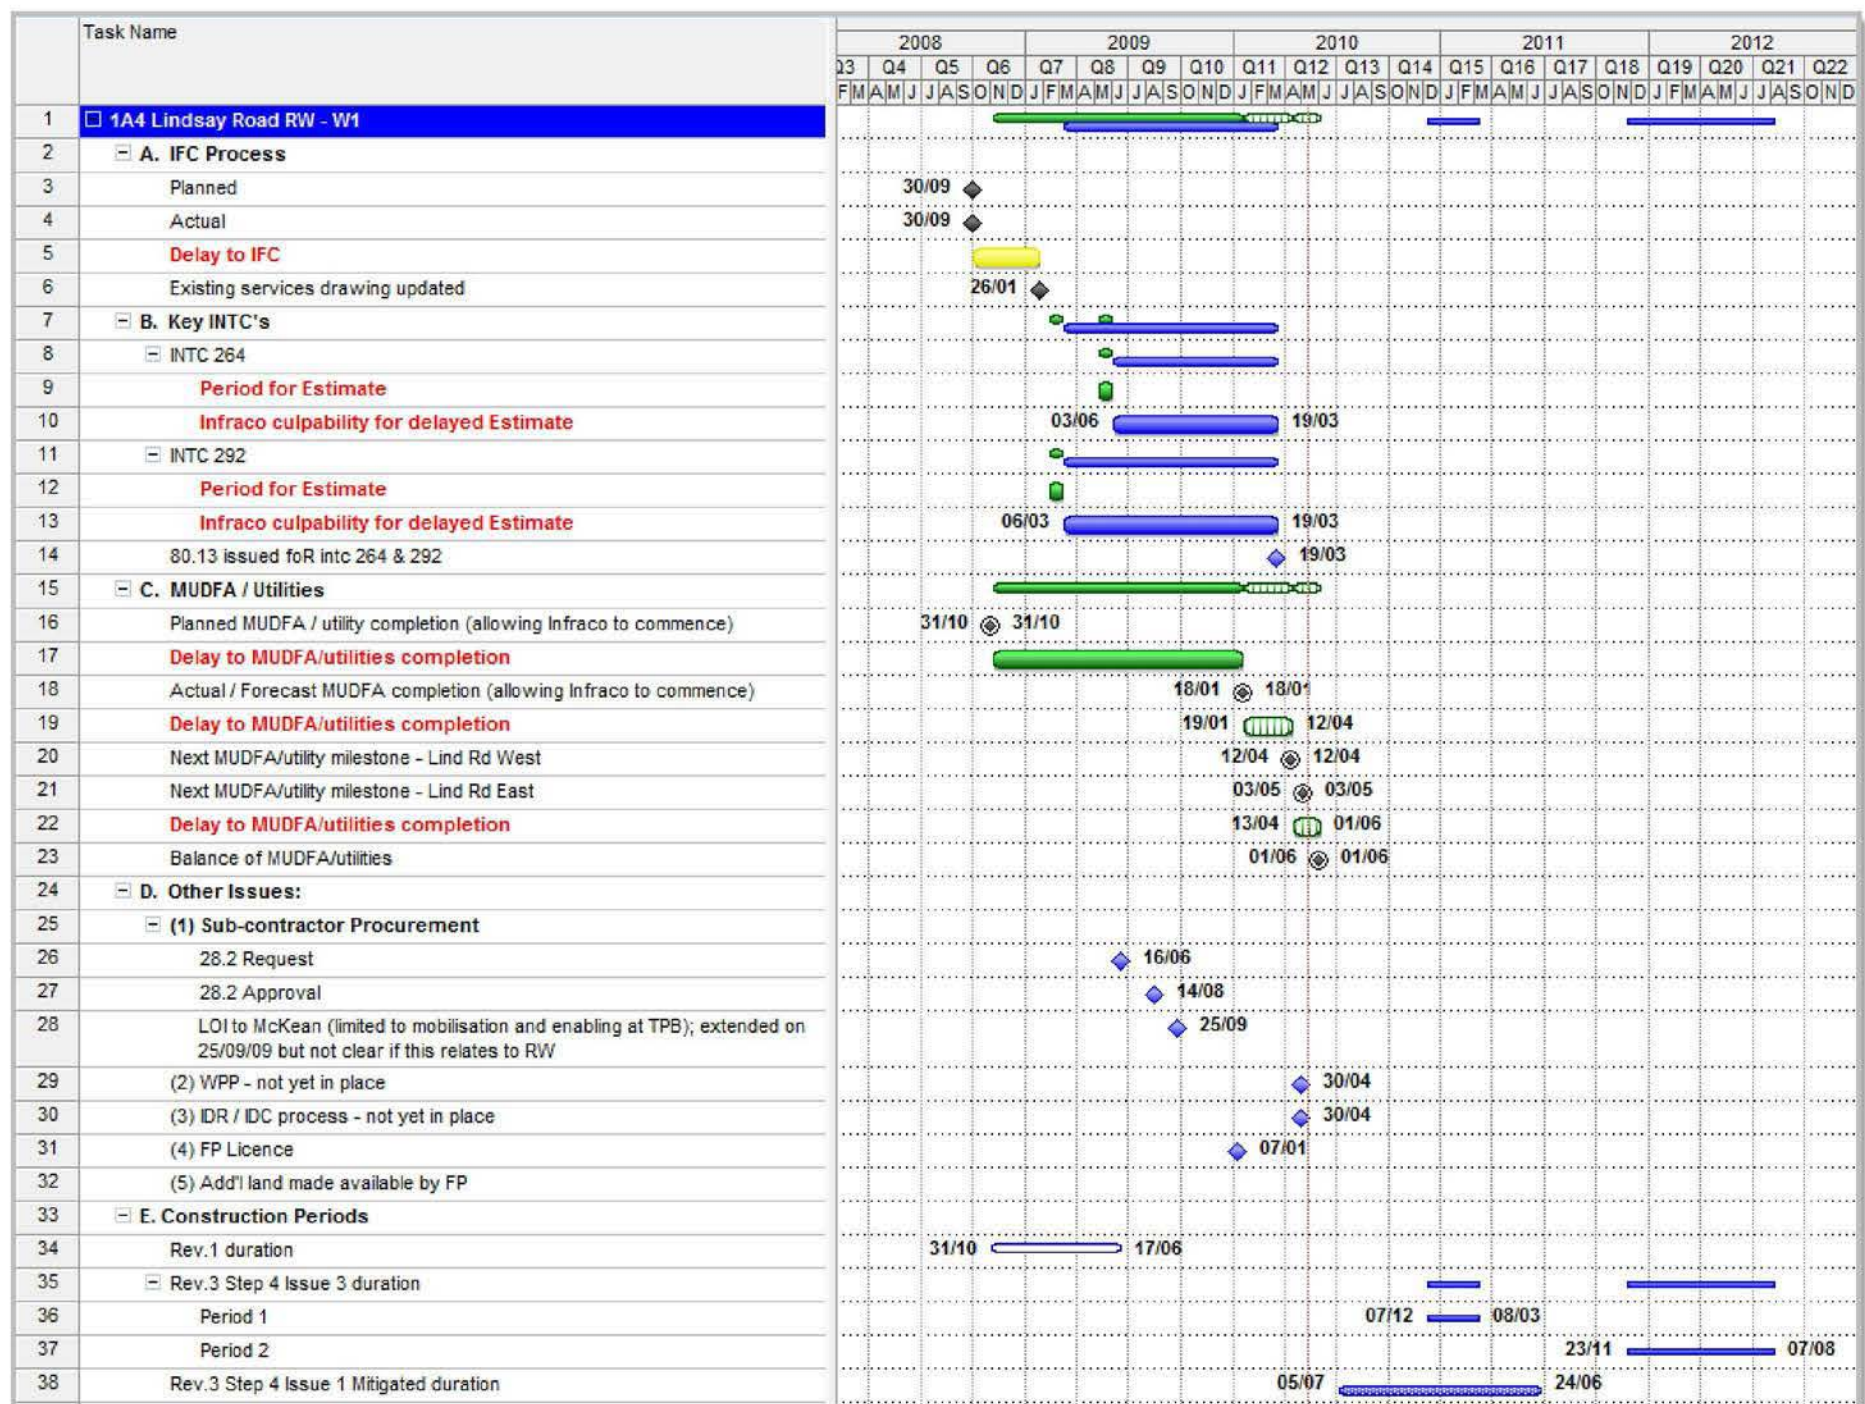 Task Name
2008 2009 2010 2011 2012
Q3 Q4 Q5 Q6 Q7 Q8 Q9 Q10 Q11 Q12 Q13 Q14 Q15 Q16 Q17 Q18 Q19 Q20 Q21 Q22
F M A M J J A S O N D J F M A M J J A S O N D J F M A M J J A S O N D J F M A M J J A S O N D J F M A M J J A S O N D
1 1A4 Lindsay Road RW - W1
2 A. IFC Process
3 Planned 30/09
4 Actual 30/09
5 Delay to IFC
6 Existing services drawing updated 26/01
7 B. Key INTC's
8 INTC 264
9 Period for Estimate
10 Infraco culpability for delayed Estimate 03/06 19/03
11 INTC 292
12 Period for Estimate
13 Infraco culpability for delayed Estimate 06/03 19/03
14 80.13 issued foR intc 264 & 292 19/03
15 C. MUDFA / Utilities
16 Planned MUDFA / utility completion (allowing Infraco to commence) 31/10 31/10
17 Delay to MUDFA/utilities completion
18 Actual / Forecast MUDFA completion (allowing Infraco to commence) 18/01 18/01
19 Delay to MUDFA/utilities completion 19/01 12/04
20 Next MUDFA/utility milestone - Lind Rd West 12/04 12/04
21 Next MUDFA/utility milestone - Lind Rd East 03/05 03/05
22 Delay to MUDFA/utilities completion 13/04 01/06
23 Balance of MUDFA/utilities 01/06 01/06
24 D. Other Issues:
25 (1) Sub-contractor Procurement
26 28.2 Request 16/06
27 28.2 Approval 14/08
28 LOI to McKean (limited to mobilisation and enabling at TPB); extended on 25/09
25/09/09 but not clear if this relates to RW
29 (2) WPP - not yet in place 30/04
30 (3) IDR / IDC process - not yet in place 30/04
31 (4) FP Licence 07/01
32 (5) Add'l land made available by FP
33 E. Construction Periods
34 Rev.1 duration 31/10 17/06
35 Rev.3 Step 4 Issue 3 duration
36 Period 1 07/12 08/03
37 Period 2 23/11 07/08
38 Rev.3 Step 4 Issue 1 Mitigated duration 05/07 24/06